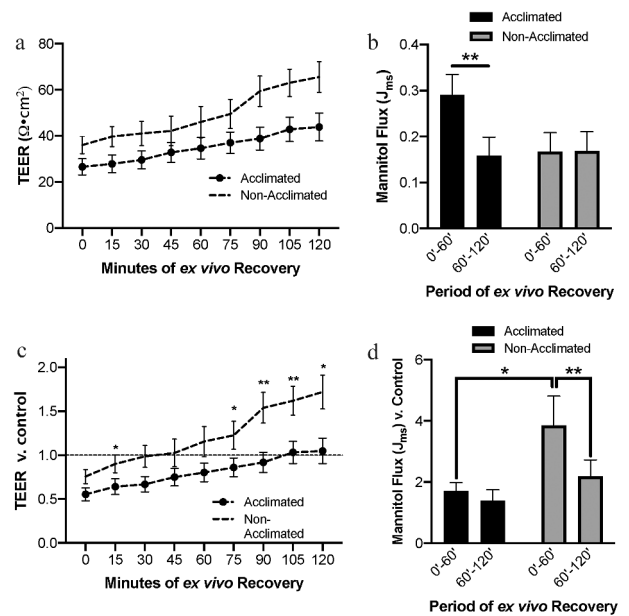 a
TEER (Ω•cm²)
80
60
40
20
0
Acclimated
Non-Acclimated
0 15 30 45 60 75 90 105 120
Minutes of ex vivo Recovery
b
Acclimated
Non-Acclimated
Mannitol Flux (Jms)
0.4
0.3
0.2
0.1
0.0
**
0'-60' 60'-120' 0'-60' 60'-120'
Period of ex vivo Recovery
c
TEER v. control
2.0
1.5
1.0
0.5
0.0
* * ** ** *
Acclimated
Non-
Acclimated
0 15 30 45 60 75 90 105 120
Minutes of ex vivo Recovery
d
Acclimated
Non-Acclimated
Mannitol Flux (Jms) v. Control
6
4
2
0
* **
0'-60' 60'-120' 0'-60' 60'-120'
Period of ex vivo Recovery